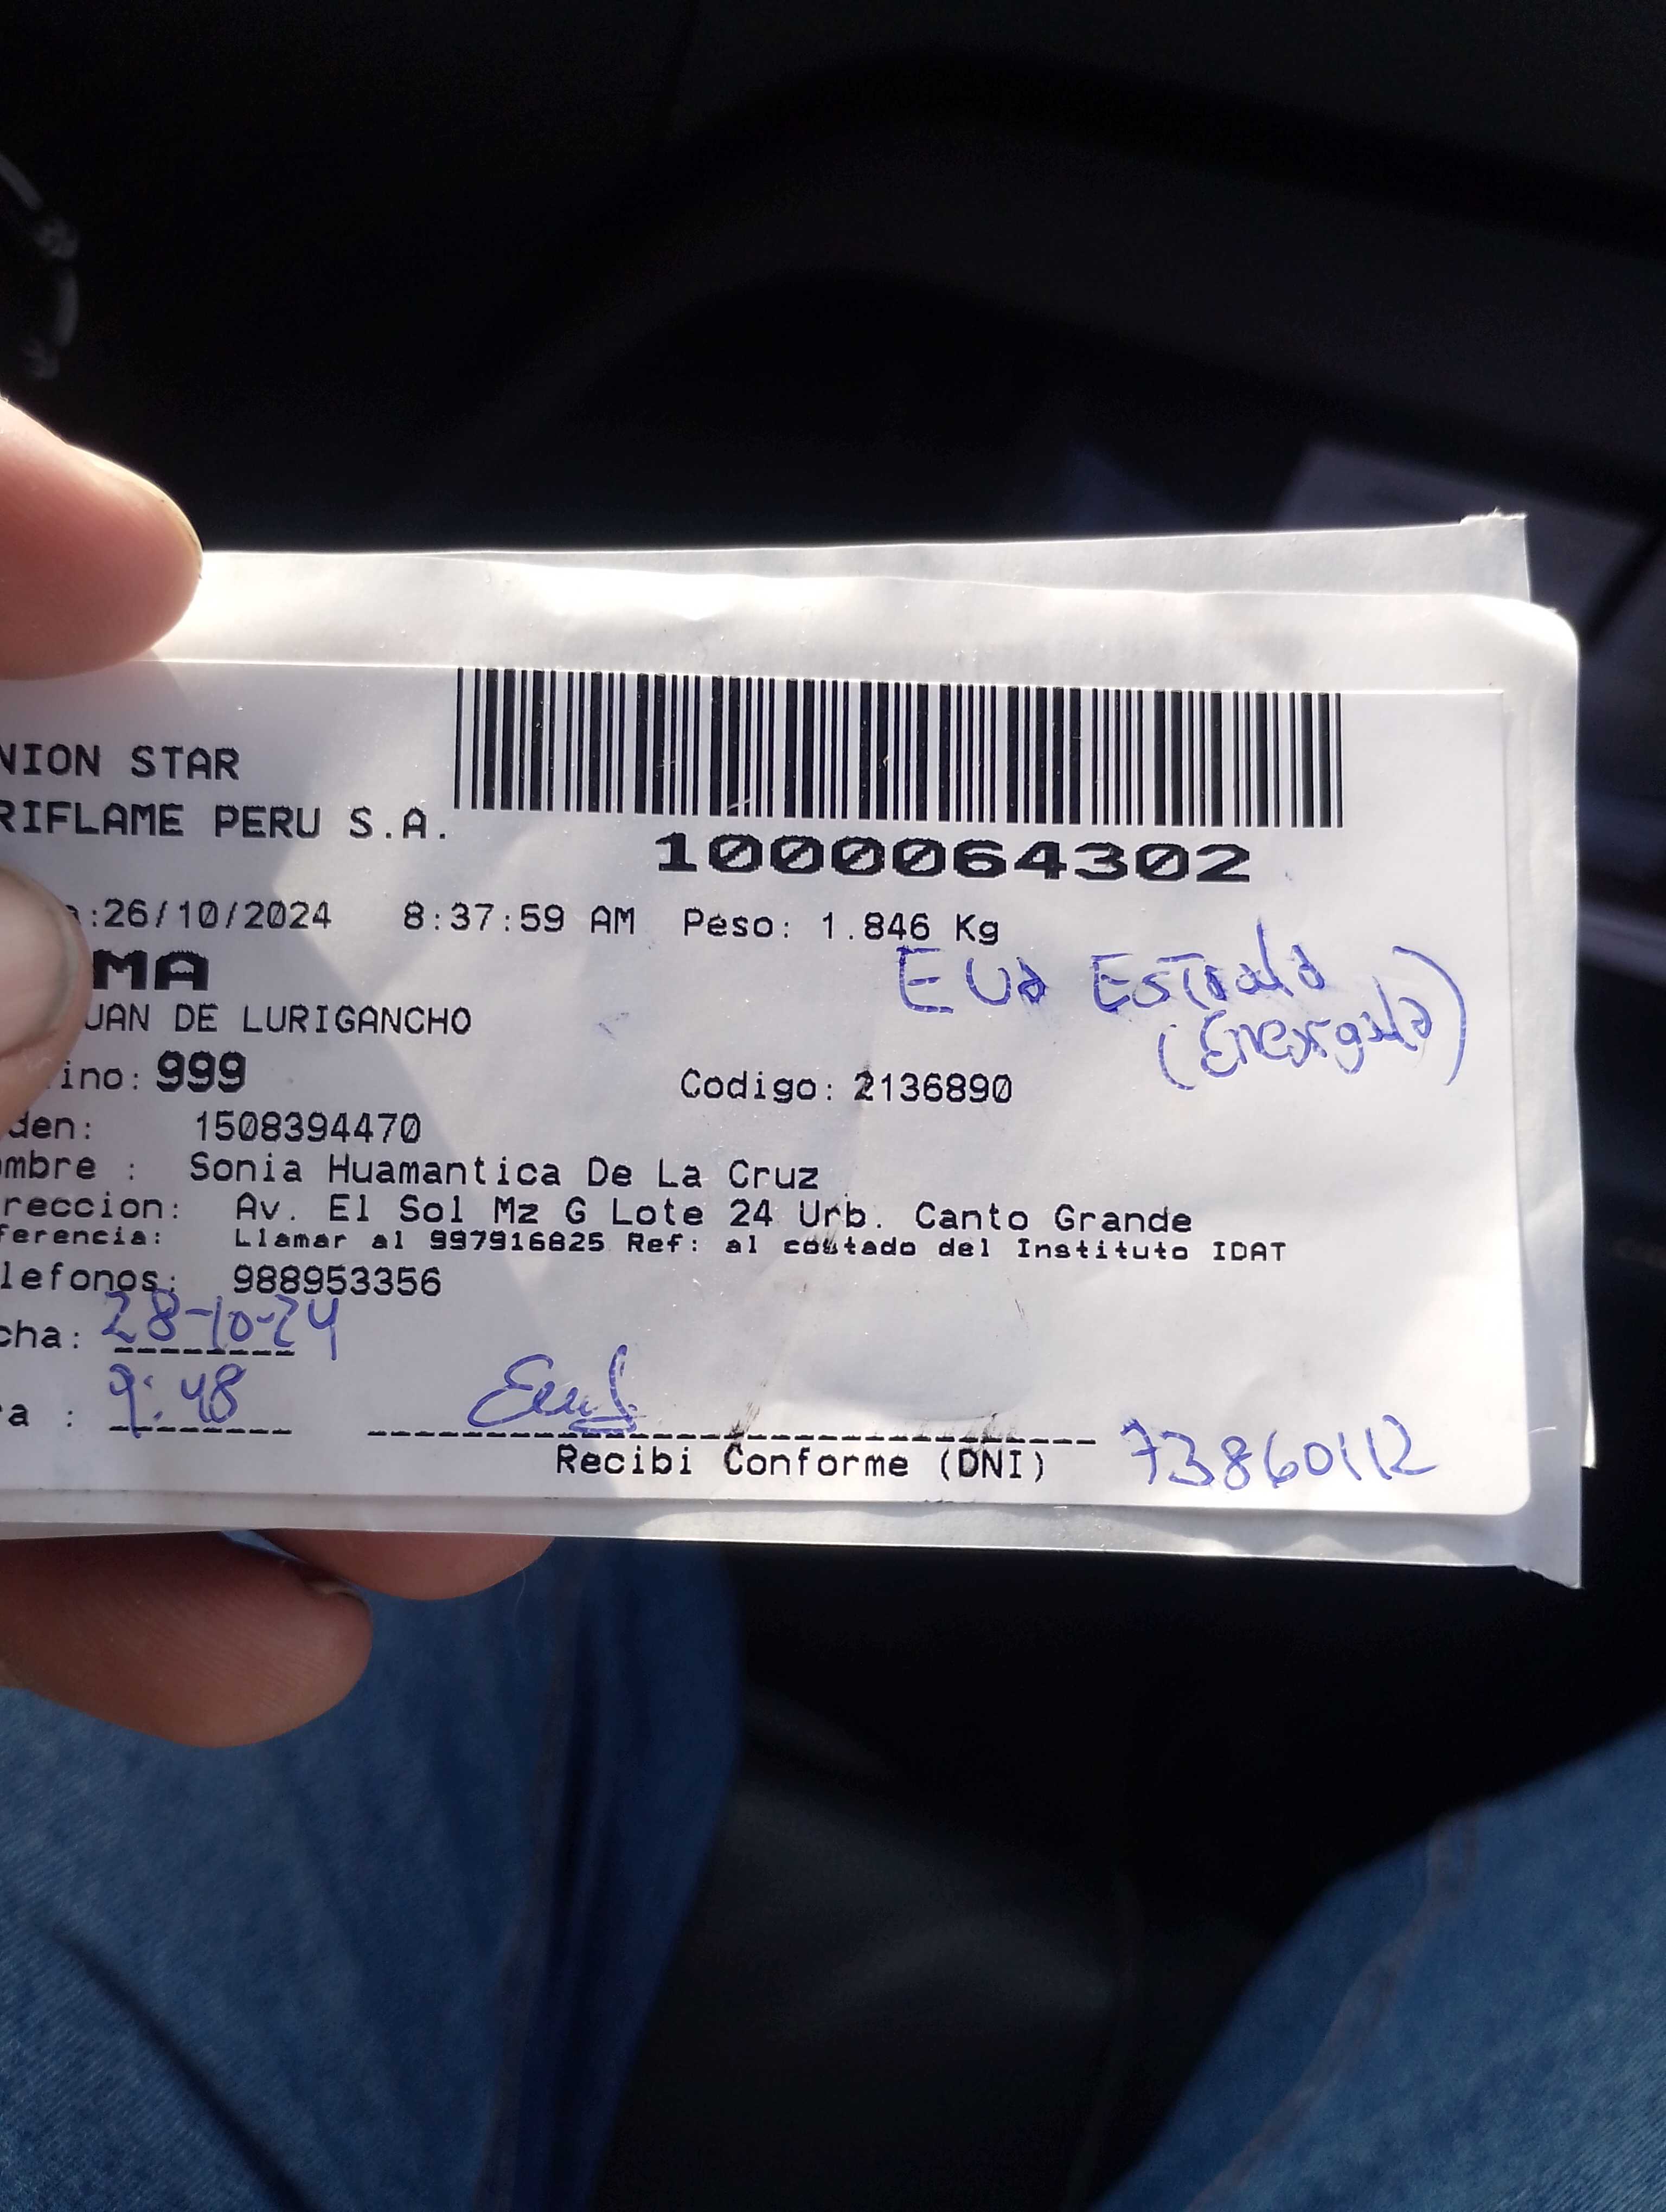 NION STAR
RIFLAME PERU S.A.
1000064302
:26/10/2024 8:37:59 AM Peso: 1.846 Kg
MA
Eva Estrada
UAN DE LURIGANCHO
(Encargada)
ino: 999 Codigo: 2136890
den: 1508394470
mbre : Sonia Huamantica De La Cruz
reccion: Av. El Sol Mz G Lote 24 Urb. Canto Grande
ferencia: Llamar al 997916825 Ref: al costado del Instituto IDAT
lefonos: 988953356
cha: 28-10-24
a : 9:48
Recibi Conforme (DNI) 73860112